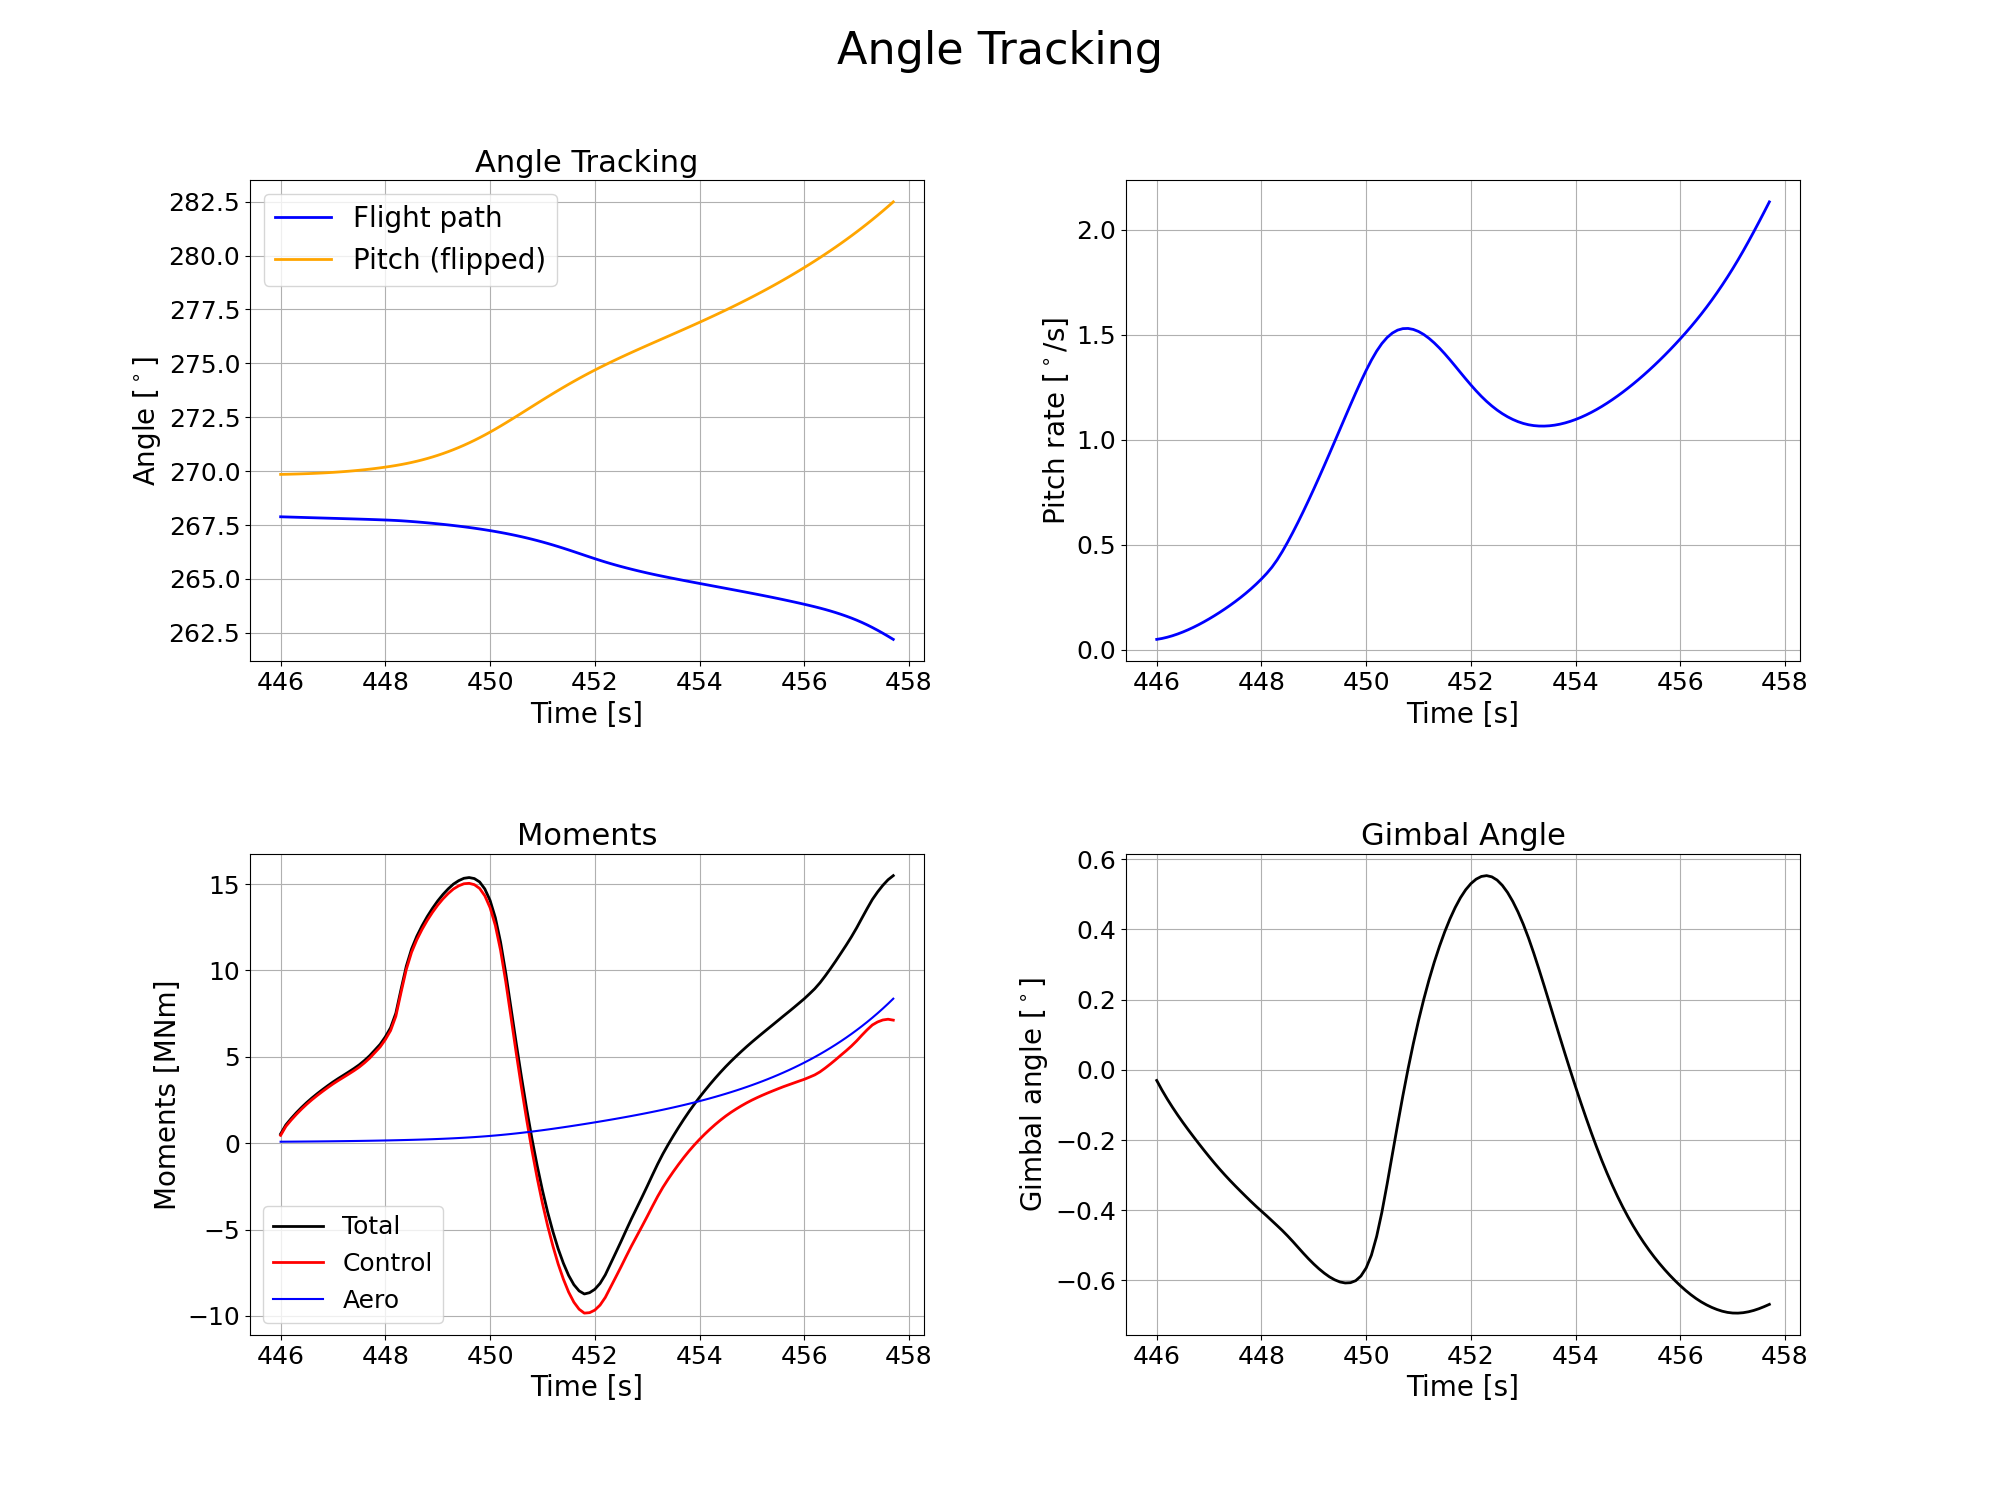 Angle Tracking
Angle Tracking
282.5
280.0
277.5
275.0
272.5
270.0
267.5
265.0
262.5
Angle [°]
Flight path
Pitch (flipped)
446 448 450 452 454 456 458
Time [s]
2.0
1.5
1.0
0.5
0.0
Pitch rate [°/s]
446 448 450 452 454 456 458
Time [s]
Moments
15
10
5
0
−5
−10
Moments [MNm]
Total
Control
Aero
446 448 450 452 454 456 458
Time [s]
Gimbal Angle
0.6
0.4
0.2
0.0
−0.2
−0.4
−0.6
Gimbal angle [°]
446 448 450 452 454 456 458
Time [s]